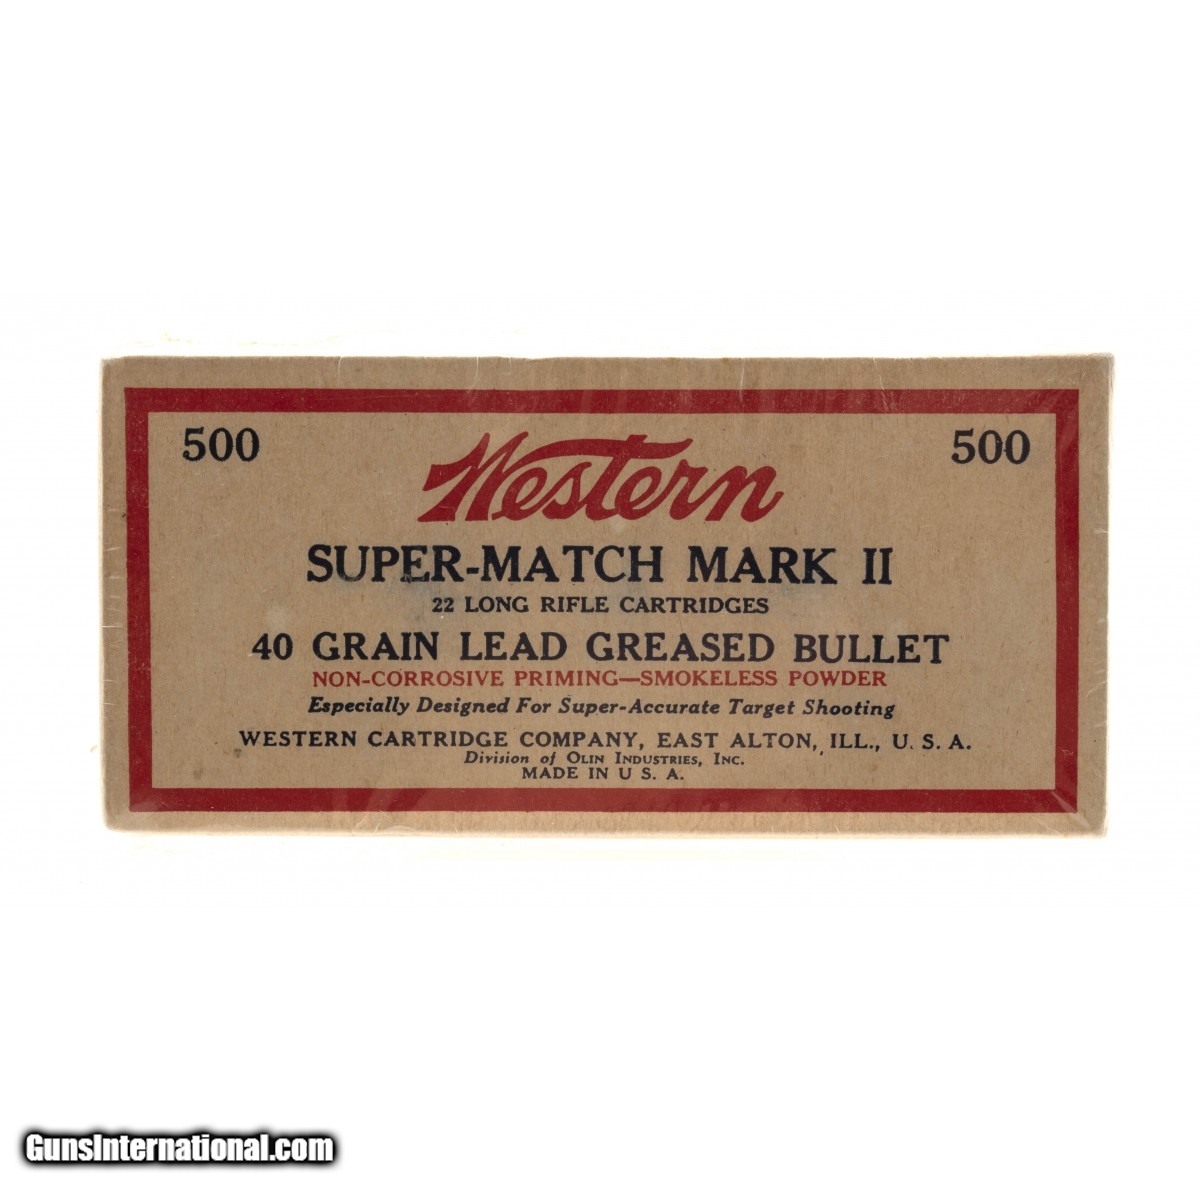 500 500
Western
SUPER-MATCH MARK II
22 LONG RIFLE CARTRIDGES
40 GRAIN LEAD GREASED BULLET
NON-CORROSIVE PRIMING—SMOKELESS POWDER
Especially Designed For Super-Accurate Target Shooting
WESTERN CARTRIDGE COMPANY, EAST ALTON, ILL., U. S. A.
Division of OLIN INDUSTRIES, INC.
MADE IN U S. A.
GunsInternational.com